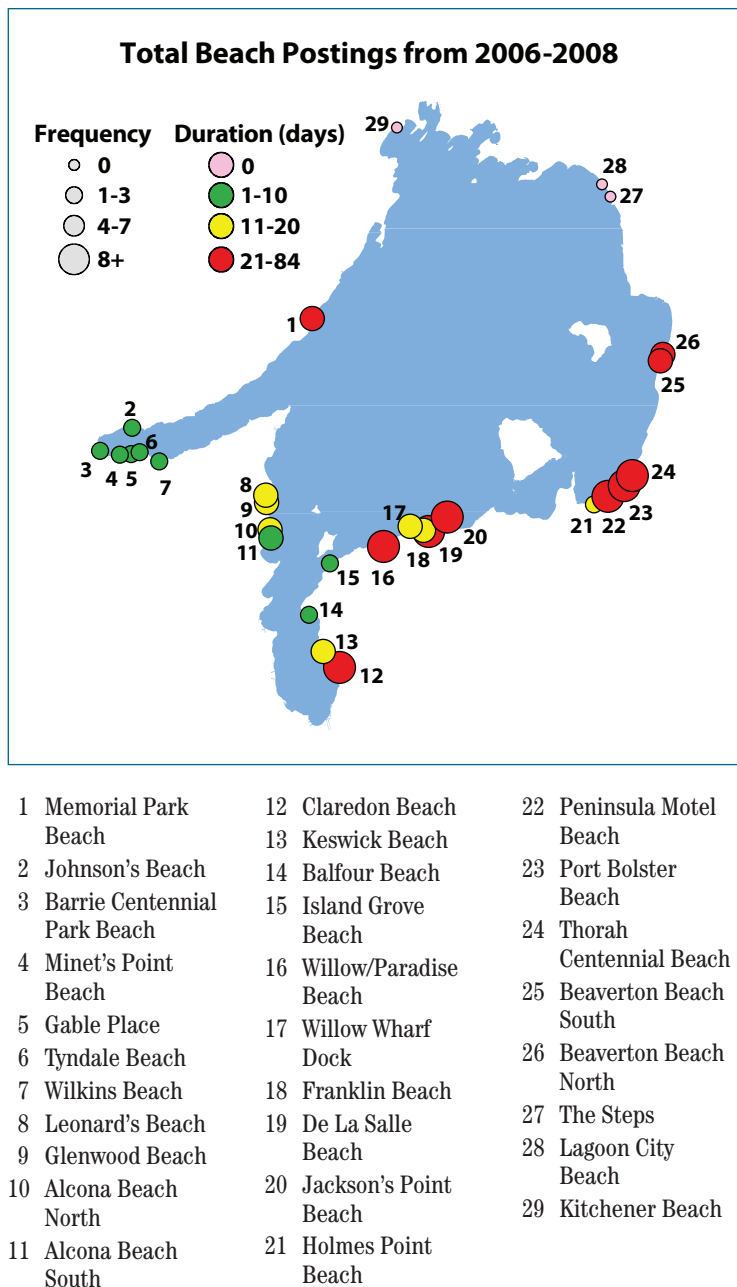 Total Beach Postings from 2006-2008
Frequency
0
1-3
4-7
8+
Duration (days)
0
1-10
11-20
21-84
29
28
27
1
26
25
2
6
3
4
5
7
8
9
10
11
17
18
19
20
16
15
14
13
12
21
22
23
24
1 Memorial Park
Beach
2 Johnson's Beach
3 Barrie Centennial
Park Beach
4 Minet's Point
Beach
5 Gable Place
6 Tyndale Beach
7 Wilkins Beach
8 Leonard's Beach
9 Glenwood Beach
10 Alcona Beach
North
11 Alcona Beach
South
12 Claredon Beach
13 Keswick Beach
14 Balfour Beach
15 Island Grove
Beach
16 Willow/Paradise
Beach
17 Willow Wharf
Dock
18 Franklin Beach
19 De La Salle
Beach
20 Jackson's Point
Beach
21 Holmes Point
Beach
22 Peninsula Motel
Beach
23 Port Bolster
Beach
24 Thorah
Centennial Beach
25 Beaverton Beach
South
26 Beaverton Beach
North
27 The Steps
28 Lagoon City
Beach
29 Kitchener Beach